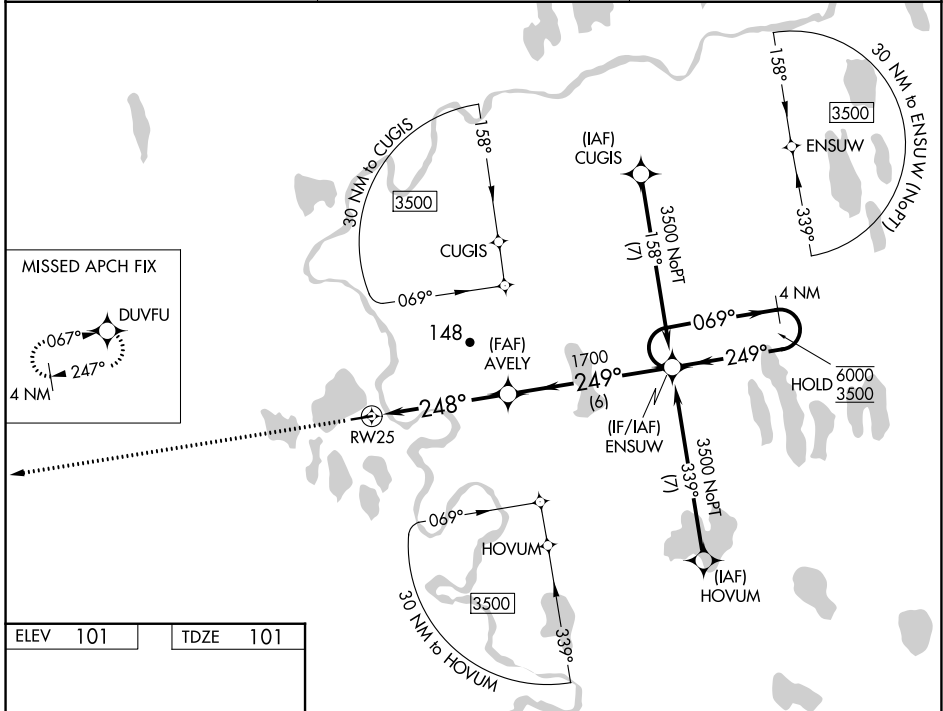 30 NM to CUGIS
158°
3500
CUGIS
069°
(IAF)
CUGIS
3500 NoPT
158°
(7)
158°
30 NM to ENSUW (NoPT)
3500
ENSUW
339°
MISSED APCH FIX
DUVFU
067°
247°
4 NM
148
(FAF)
AVELY
1700
249°
(6)
248°
RW25
069°
4 NM
249°
HOLD 6000
3500
(IF/IAF)
ENSUW
3500 NoPT
339°
(7)
(IAF)
HOVUM
069°
HOVUM
3500
339°
30 NM to HOVUM
ELEV 101
TDZE 101